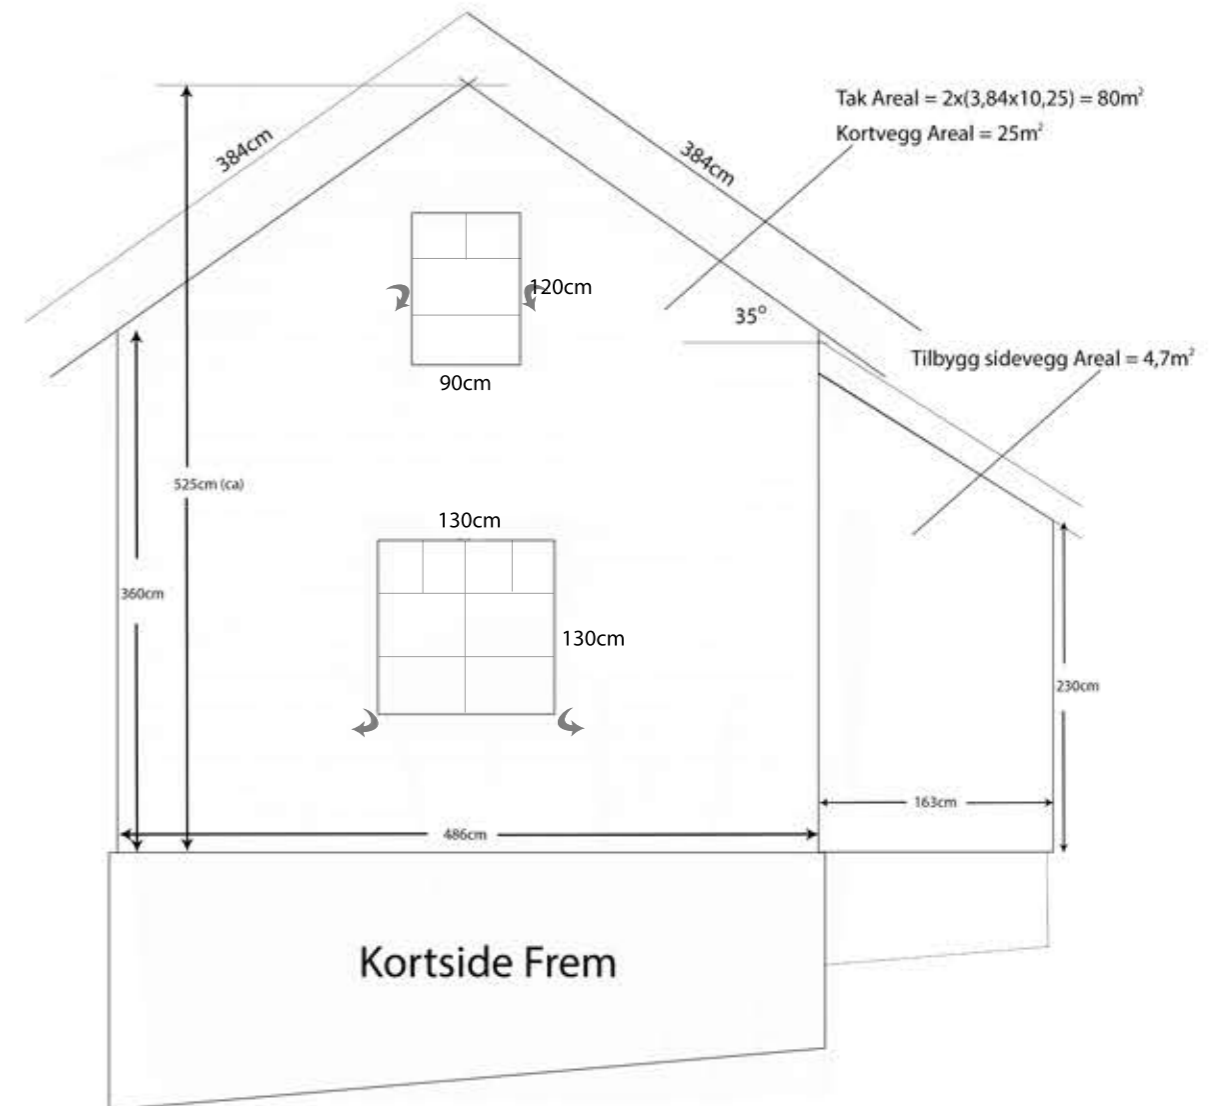 Tak Areal = 2x(3,84x10,25) = 80m²
Kortvegg Areal = 25m²
384cm
384cm
120cm
35°
Tilbygg sidevegg Areal = 4,7m²
90cm
525cm (ca)
130cm
360cm
130cm
230cm
163cm
486cm
Kortside Frem